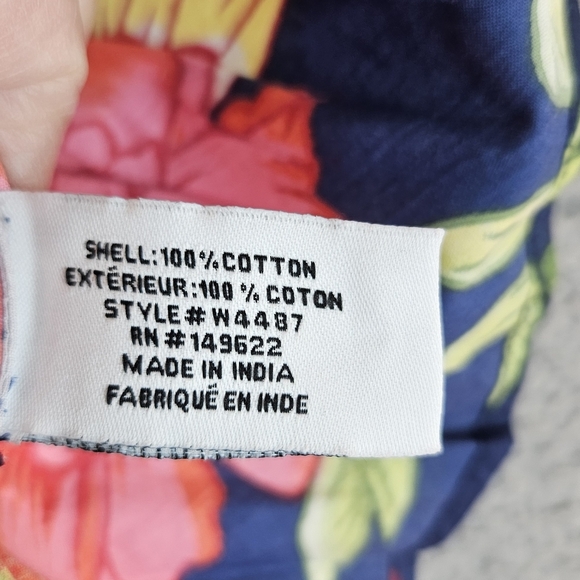 SHELL:100%COTTON
EXTÉRIEUR:100 % COTON
STYLE# W4487
RN #149622
MADE IN INDIA
FABRIQUÉ EN INDE